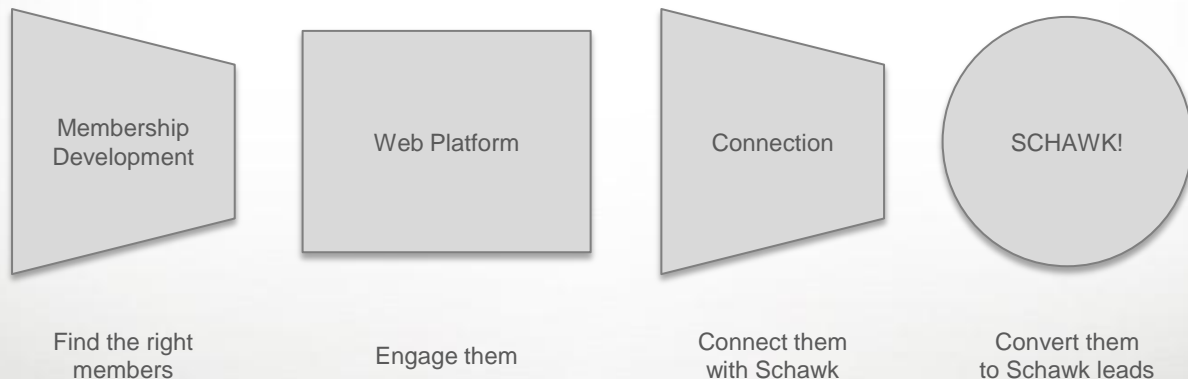 Membership
Development
Web Platform
Connection
SCHAWK!
Find the right
members
Engage them
Connect them
with Schawk
Convert them
to Schawk leads